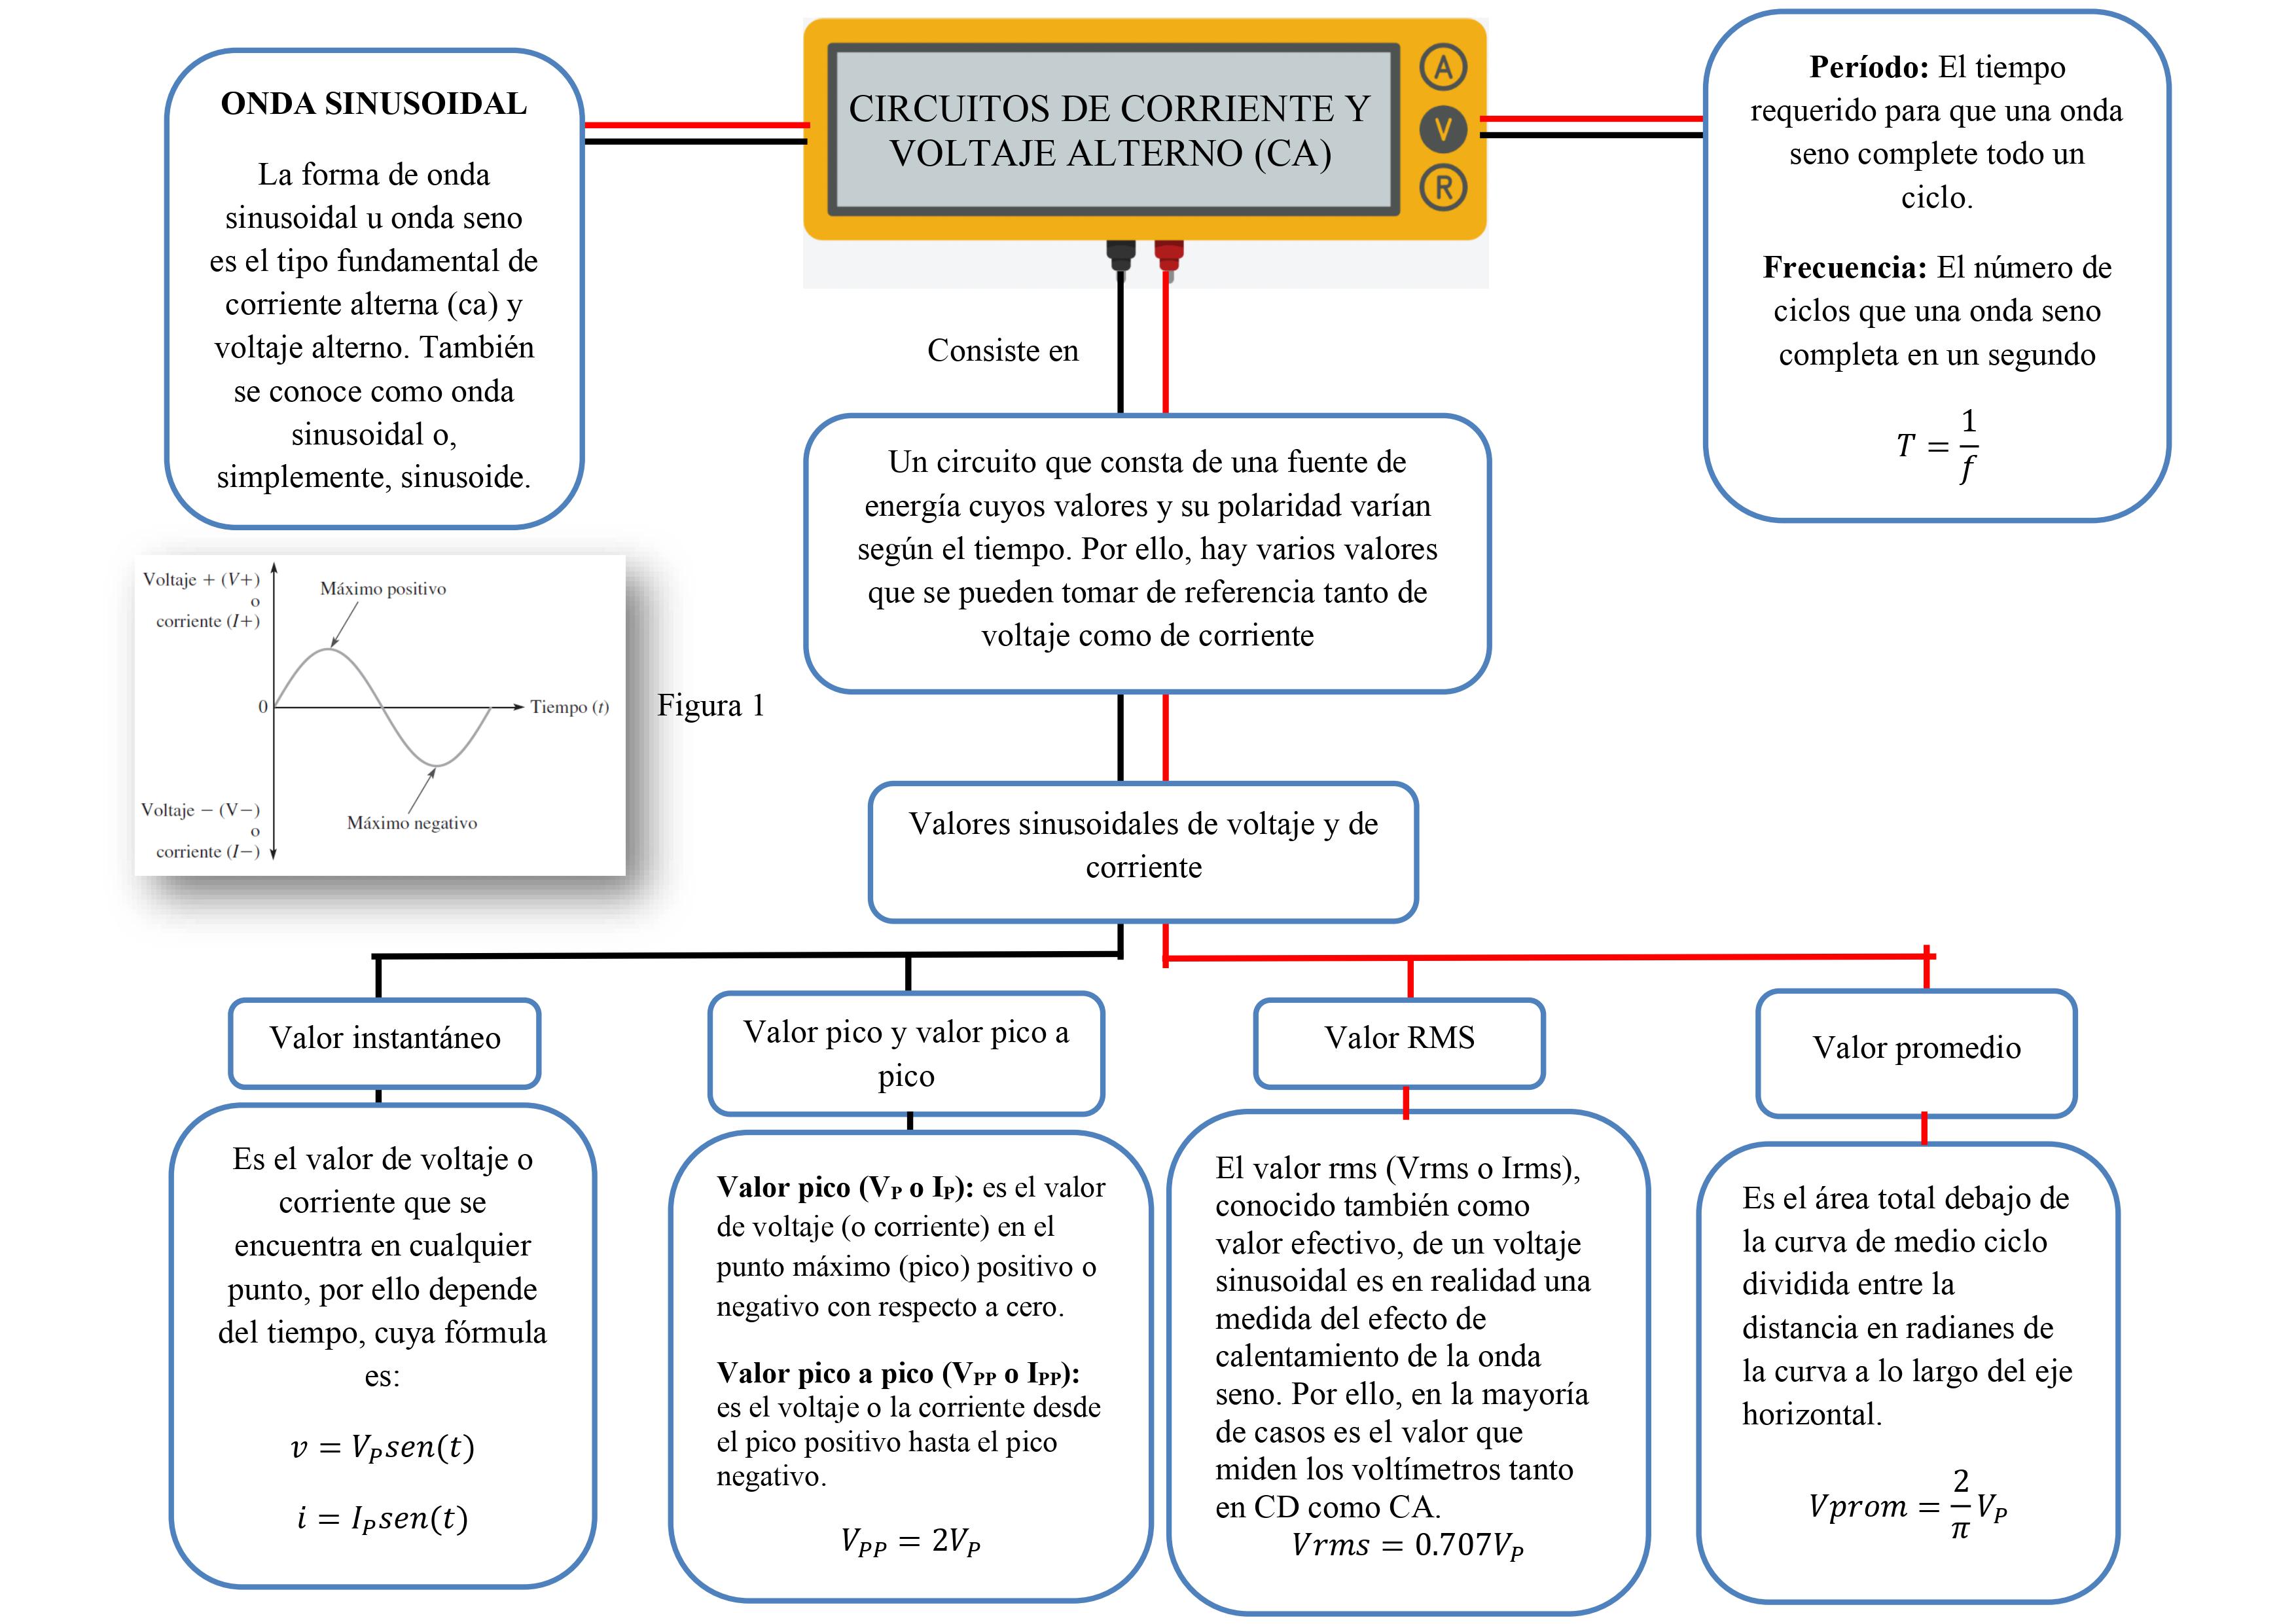 CIRCUITOS DE CORRIENTE Y
VOLTAJE ALTERNO (CA)
A
V
R
ONDA SINUSOIDAL
La forma de onda
sinusoidal u onda seno
es el tipo fundamental de
corriente alterna (ca) y
voltaje alterno. También
se conoce como onda
sinusoidal o,
simplemente, sinusoide.
Período: El tiempo
requerido para que una onda
seno complete todo un
ciclo.
Frecuencia: El número de
ciclos que una onda seno
completa en un segundo
T = 1/f
Consiste en
Un circuito que consta de una fuente de
energía cuyos valores y su polaridad varían
según el tiempo. Por ello, hay varios valores
que se pueden tomar de referencia tanto de
voltaje como de corriente
Voltaje + (V+)
o
corriente (I+)
Máximo positivo
0
Tiempo (t)
Voltaje − (V−)
o
corriente (I−)
Máximo negativo
Figura 1
Valores sinusoidales de voltaje y de
corriente
Valor instantáneo
Es el valor de voltaje o
corriente que se
encuentra en cualquier
punto, por ello depende
del tiempo, cuya fórmula
es:
v = V_P sen(t)
i = I_P sen(t)
Valor pico y valor pico a
pico
Valor pico (VP o IP): es el valor
de voltaje (o corriente) en el
punto máximo (pico) positivo o
negativo con respecto a cero.
Valor pico a pico (VPP o IPP):
es el voltaje o la corriente desde
el pico positivo hasta el pico
negativo.
V_PP = 2V_P
Valor RMS
El valor rms (Vrms o Irms),
conocido también como
valor efectivo, de un voltaje
sinusoidal es en realidad una
medida del efecto de
calentamiento de la onda
seno. Por ello, en la mayoría
de casos es el valor que
miden los voltímetros tanto
en CD como CA.
Vrms = 0.707V_P
Valor promedio
Es el área total debajo de
la curva de medio ciclo
dividida entre la
distancia en radianes de
la curva a lo largo del eje
horizontal.
Vprom = 2/π V_P